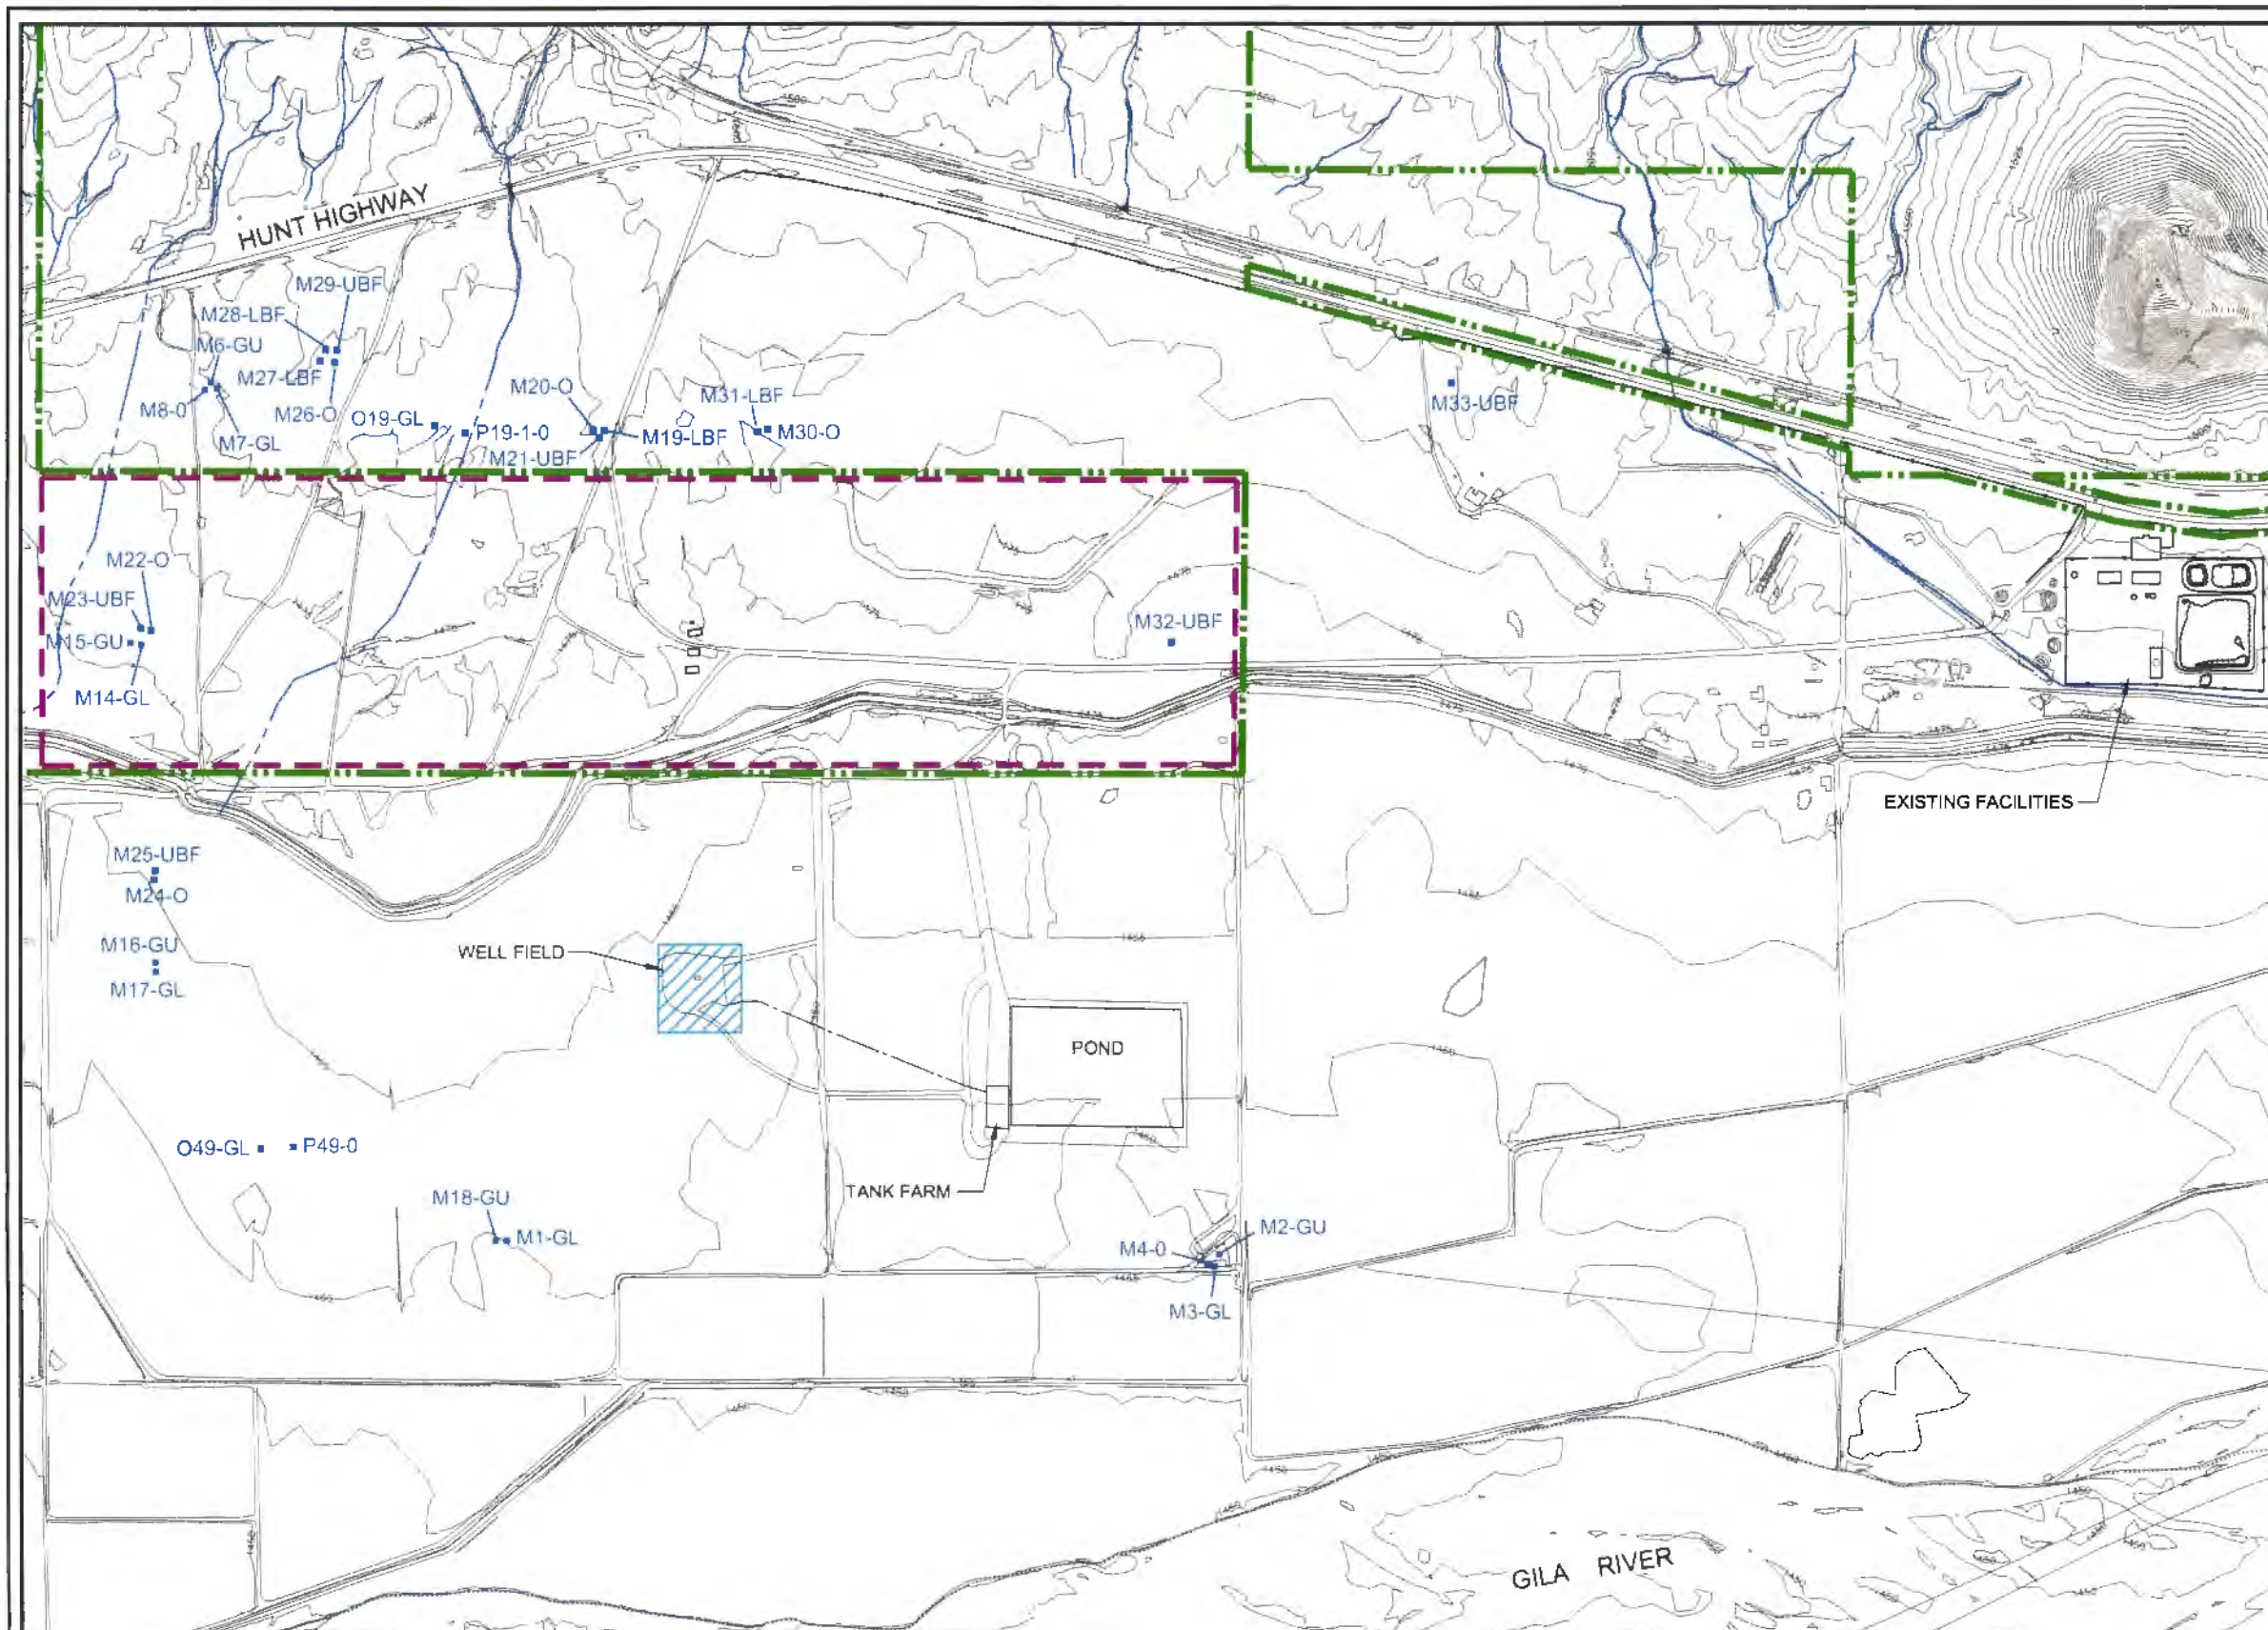 1500
1500
1625
HUNT HIGHWAY
M29-UBF
M28-LBF
M6-GU
M27-LBF
M20-O
M31-LBF
M33-UBF
M8-0
M26-O
O19-GL
P19-1-0
M19-LBF
M30-O
M7-GL
M21-UBF
M22-O
M23-UBF
M32-UBF
M15-GU
M14-GL
EXISTING FACILITIES
M25-UBF
M24-O
M16-GU
WELL FIELD
M17-GL
POND
O49-GL
P49-0
TANK FARM
M18-GU
M1-GL
M2-GU
M4-0
M3-GL
GILA RIVER